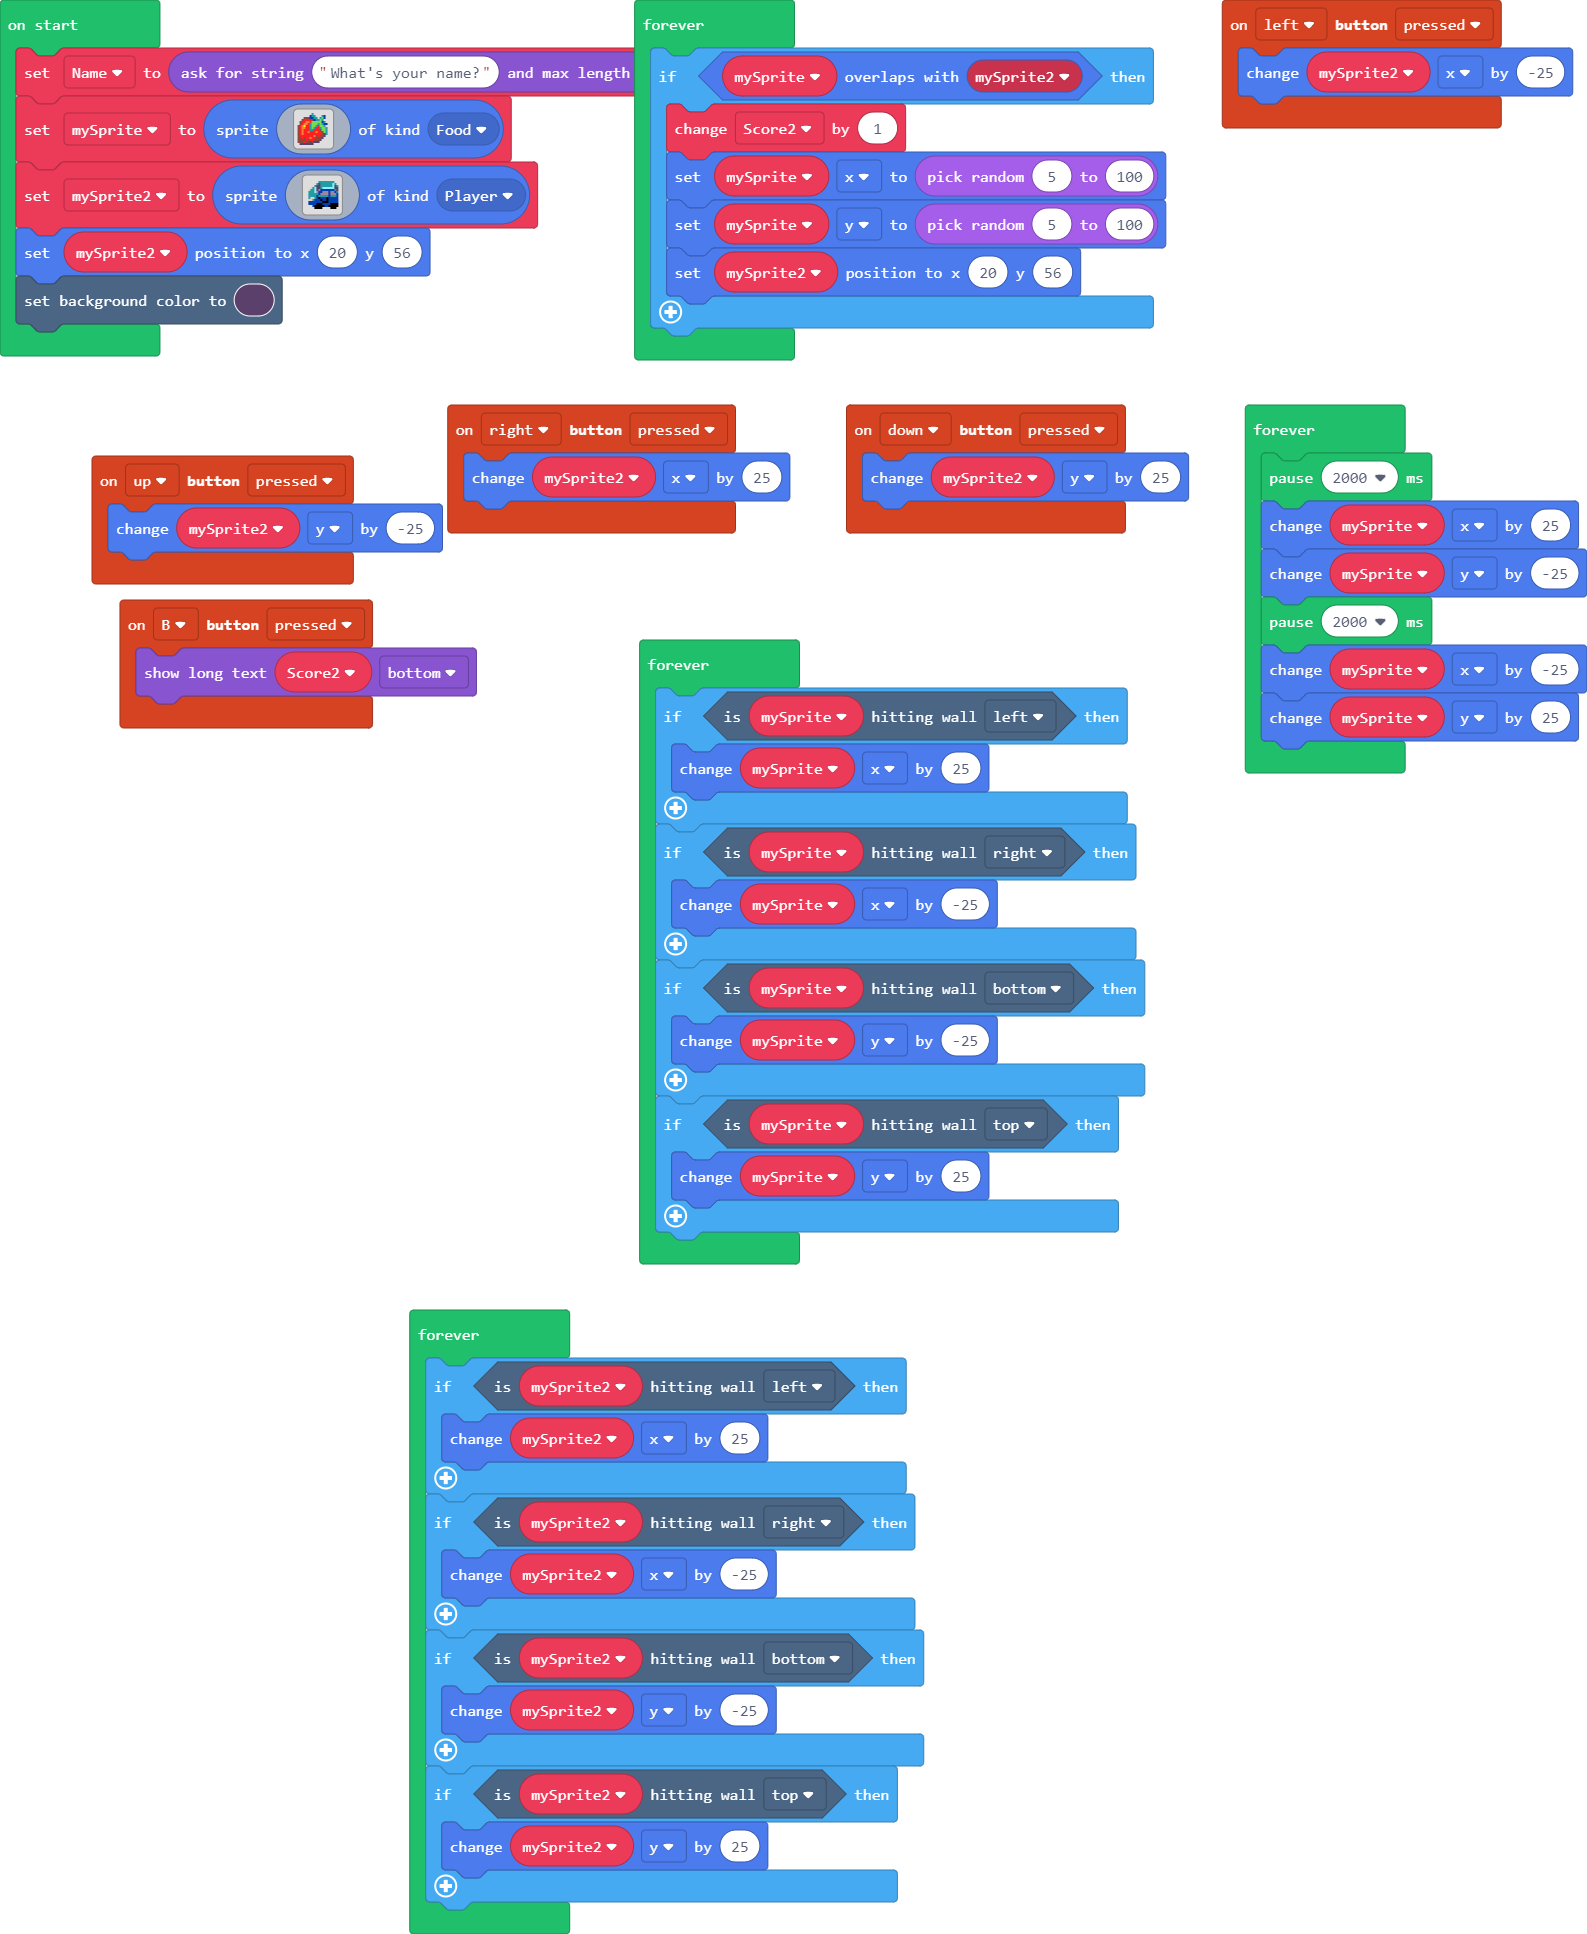 on start
set Name to ask for string "What's your name?" and max length
set mySprite to sprite of kind Food
set mySprite2 to sprite of kind Player
set mySprite2 position to x 20 y 56
set background color to
forever
if mySprite overlaps with mySprite2 then
change Score2 by 1
set mySprite x to pick random 5 to 100
set mySprite y to pick random 5 to 100
set mySprite2 position to x 20 y 56
on left button pressed
change mySprite2 x by -25
on up button pressed
change mySprite2 y by -25
on right button pressed
change mySprite2 x by 25
on down button pressed
change mySprite2 y by 25
forever
pause 2000 ms
change mySprite x by 25
change mySprite y by -25
pause 2000 ms
change mySprite x by -25
change mySprite y by 25
on B button pressed
show long text Score2 bottom
forever
if is mySprite hitting wall left then
change mySprite x by 25
if is mySprite hitting wall right then
change mySprite x by -25
if is mySprite hitting wall bottom then
change mySprite y by -25
if is mySprite hitting wall top then
change mySprite y by 25
forever
if is mySprite2 hitting wall left then
change mySprite2 x by 25
if is mySprite2 hitting wall right then
change mySprite2 x by -25
if is mySprite2 hitting wall bottom then
change mySprite2 y by -25
if is mySprite2 hitting wall top then
change mySprite2 y by 25